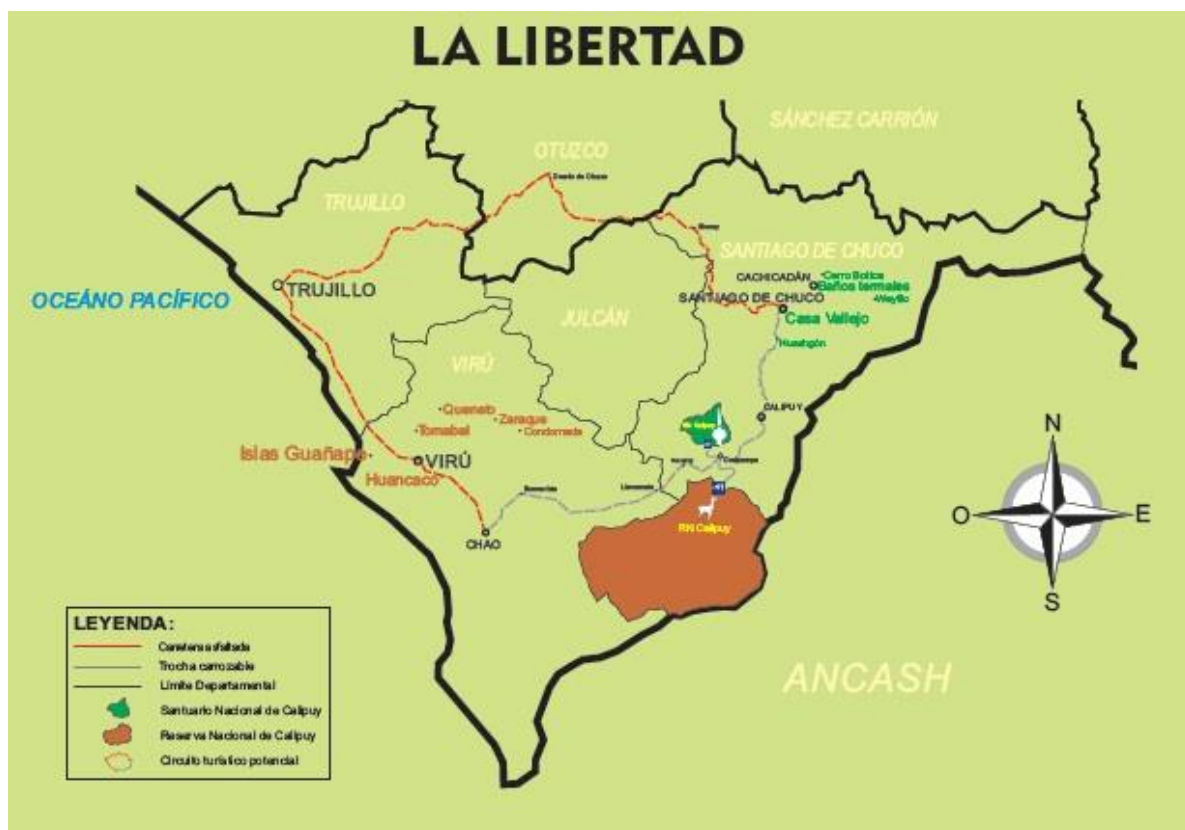 LA LIBERTAD
SÁNCHEZ CARRIÓN
OTUZCO
TRUJILLO
SANTIAGO DE CHUCO
CACHICADÁN
Cerro Botica
Baños termales
OCEÁNO PACÍFICO
TRUJILLO
SANTIAGO DE CHUCO
Casa Vallejo
JULCÁN
VIRÚ
CALIPUY
Tomabal
Zaraque
Condornada
Islas Guañape
VIRÚ
Huancaco
CHAO
RN Calipuy
N
O
E
S
ANCASH
LEYENDA:
Carretera asfaltada
Trocha carrozable
Límite Departamental
Santuario Nacional de Calipuy
Reserva Nacional de Calipuy
Circuito turístico potencial